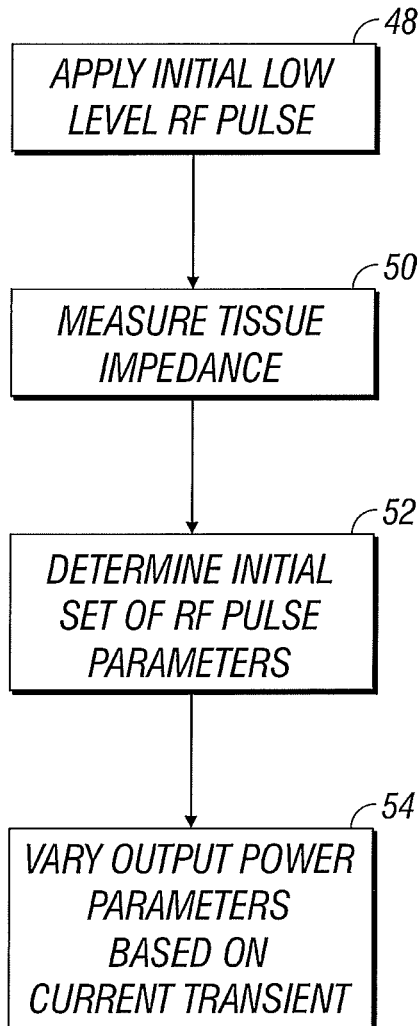 48
APPLY INITIAL LOW
LEVEL RF PULSE
50
MEASURE TISSUE
IMPEDANCE
52
DETERMINE INITIAL
SET OF RF PULSE
PARAMETERS
54
VARY OUTPUT POWER
PARAMETERS
BASED ON
CURRENT TRANSIENT